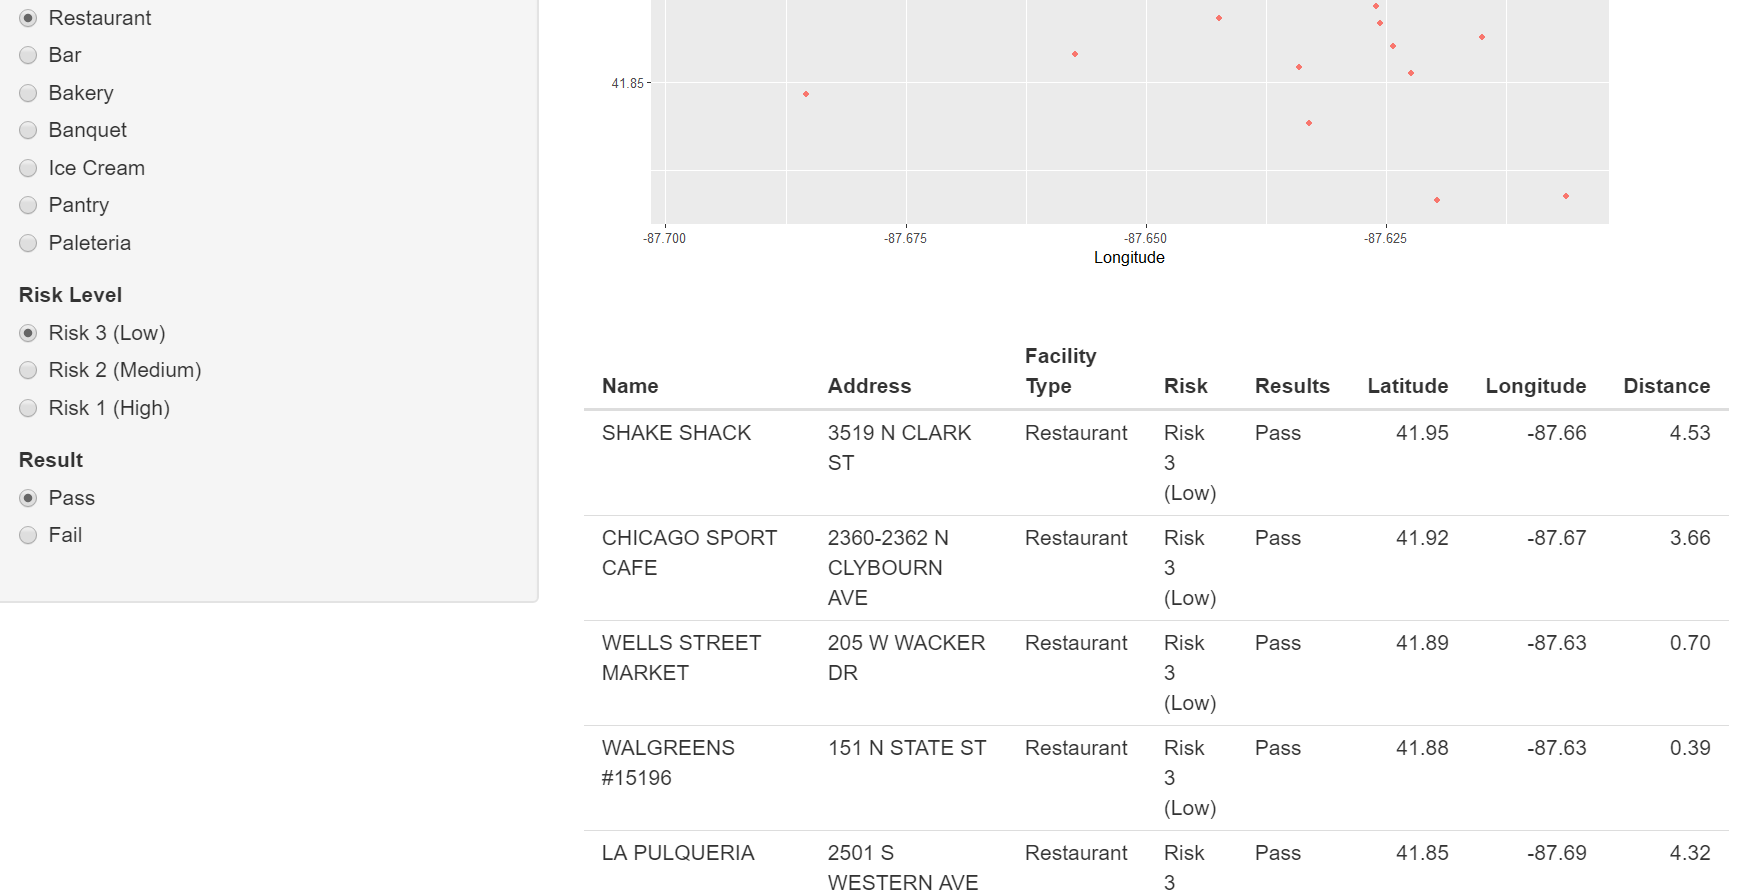 Restaurant
Bar
Bakery
Banquet
Ice Cream
Pantry
Paleteria
Risk Level
Risk 3 (Low)
Risk 2 (Medium)
Risk 1 (High)
Result
Pass
Fail
41.85
-87.700 -87.675 -87.650 -87.625
Longitude
Facility
Name Address Type Risk Results Latitude Longitude Distance
SHAKE SHACK 3519 N CLARK Restaurant Risk Pass 41.95 -87.66 4.53
ST 3
(Low)
CHICAGO SPORT 2360-2362 N Restaurant Risk Pass 41.92 -87.67 3.66
CAFE CLYBOURN 3
AVE (Low)
WELLS STREET 205 W WACKER Restaurant Risk Pass 41.89 -87.63 0.70
MARKET DR 3
(Low)
WALGREENS 151 N STATE ST Restaurant Risk Pass 41.88 -87.63 0.39
#15196 3
(Low)
LA PULQUERIA 2501 S Restaurant Risk Pass 41.85 -87.69 4.32
WESTERN AVE 3